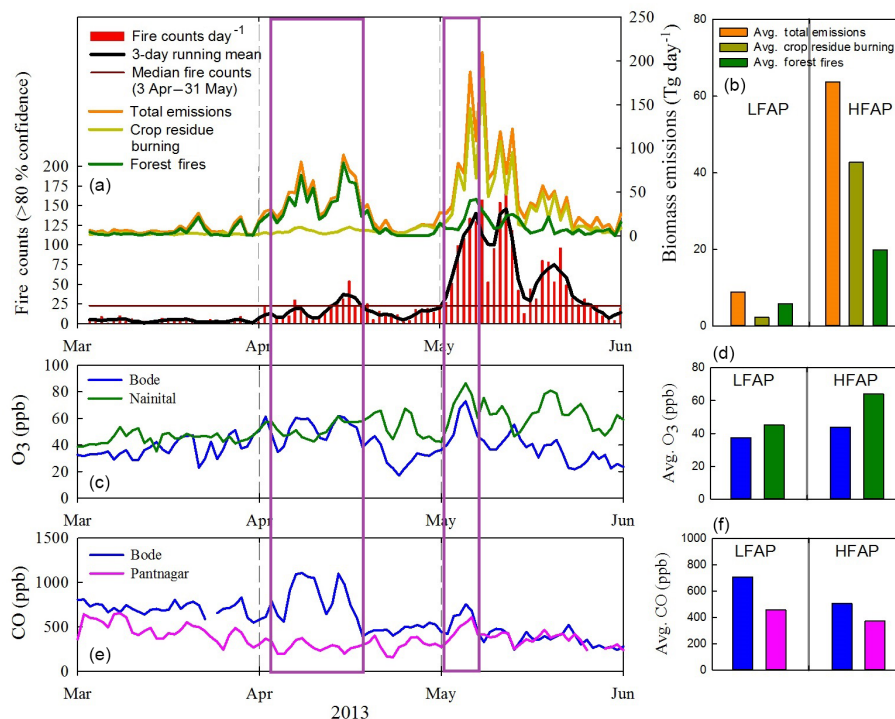 Fire counts day-1
3-day running mean
Median fire counts
(3 Apr–31 May)
Total emissions
Crop residue
burning
Forest fires
(a)
Fire counts (>80 % confidence)
200
175
150
125
100
75
50
25
0
Mar
Apr
May
Jun
250
200
150
100
50
0
Biomass emissions (Tg day-1)
Avg. total emissions
Avg. crop residue burning
Avg. forest fires
(b)
LFAP
HFAP
80
60
40
20
0
Bode
Nainital
(c)
O3 (ppb)
100
80
60
40
20
0
Mar
Apr
May
Jun
(d)
LFAP
HFAP
Avg. O3 (ppb)
80
60
40
20
0
Bode
Pantnagar
(e)
CO (ppb)
1500
1000
500
0
Mar
Apr
May
Jun
2013
(f)
LFAP
HFAP
Avg. CO (ppb)
1000
800
600
400
200
0